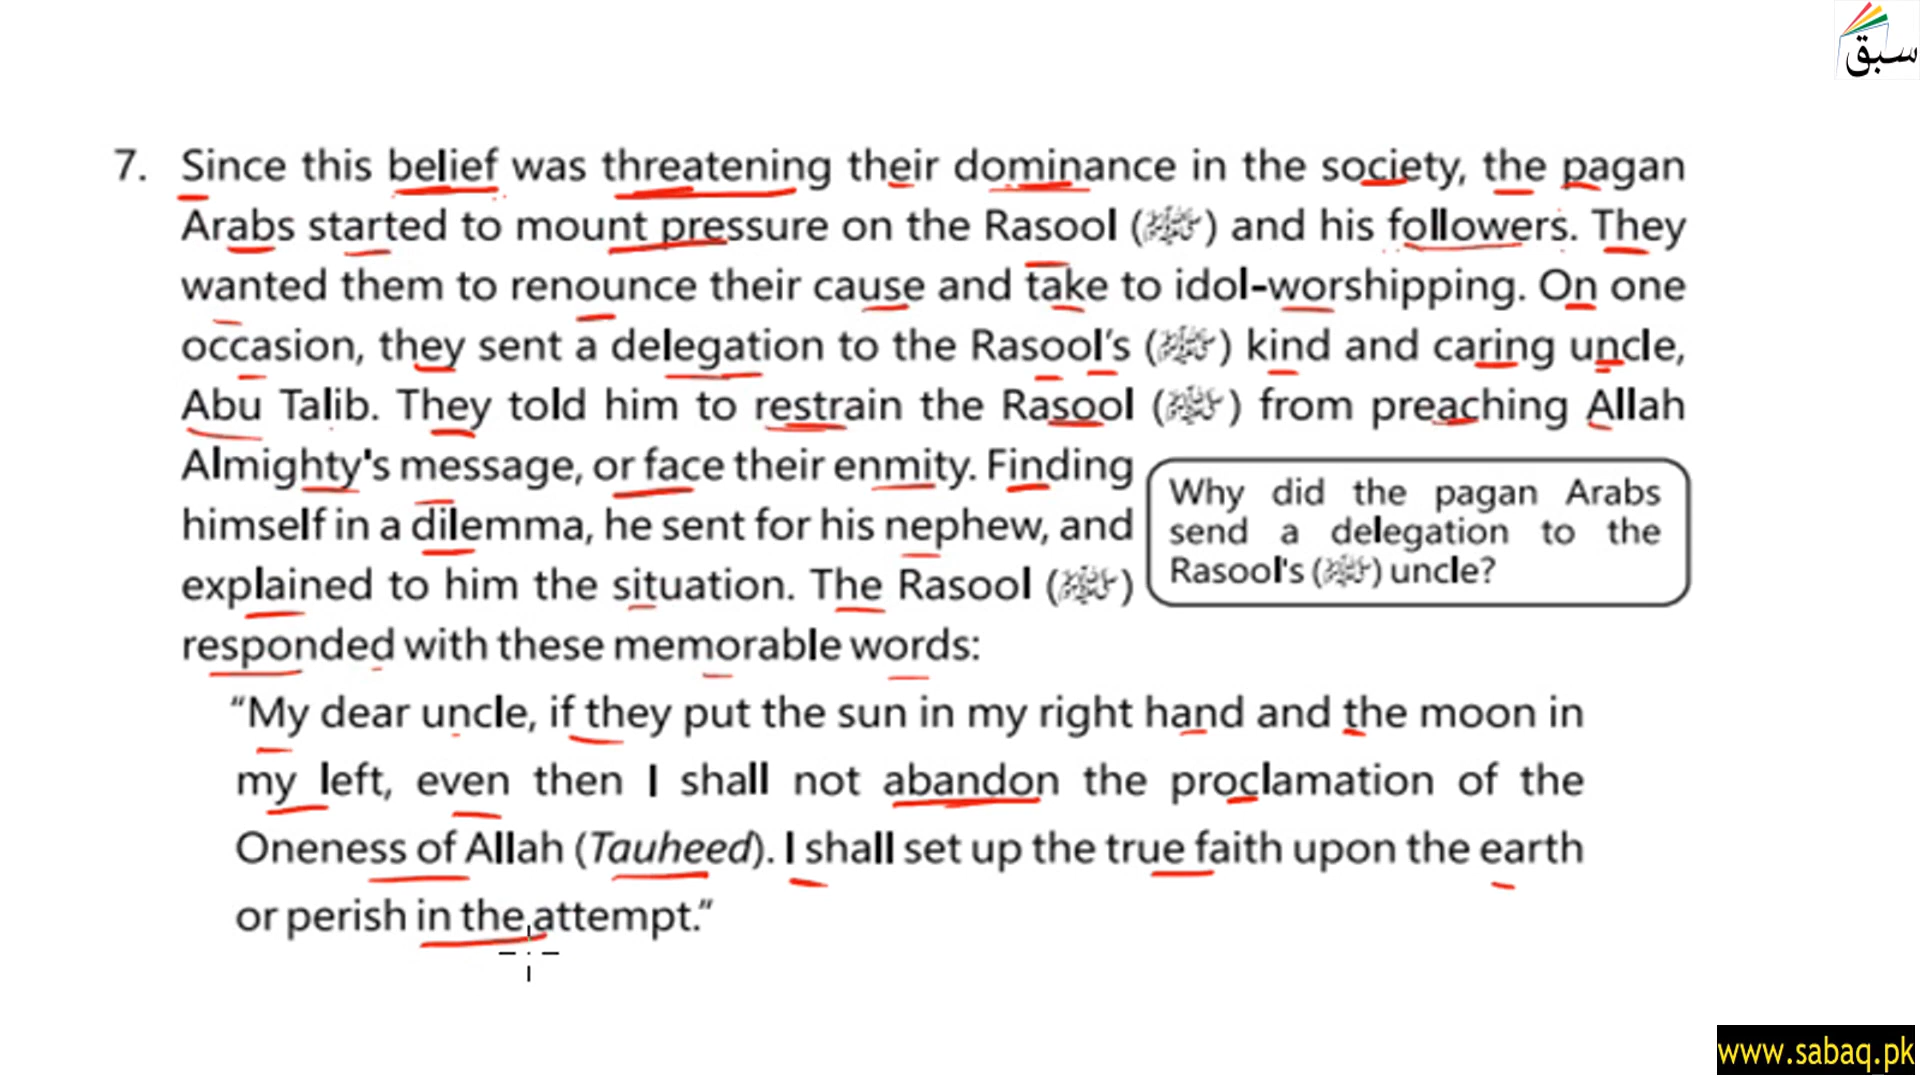 سبق
7. Since this belief was threatening their dominance in the society, the pagan
Arabs started to mount pressure on the Rasool (ﷺ) and his followers. They
wanted them to renounce their cause and take to idol-worshipping. On one
occasion, they sent a delegation to the Rasool's (ﷺ) kind and caring uncle,
Abu Talib. They told him to restrain the Rasool (ﷺ) from preaching Allah
Almighty's message, or face their enmity. Finding
himself in a dilemma, he sent for his nephew, and
explained to him the situation. The Rasool (ﷺ)
responded with these memorable words:
Why did the pagan Arabs
send a delegation to the
Rasool's (ﷺ) uncle?
“My dear uncle, if they put the sun in my right hand and the moon in
my left, even then I shall not abandon the proclamation of the
Oneness of Allah (Tauheed). I shall set up the true faith upon the earth
or perish in the attempt.”
www.sabaq.pk